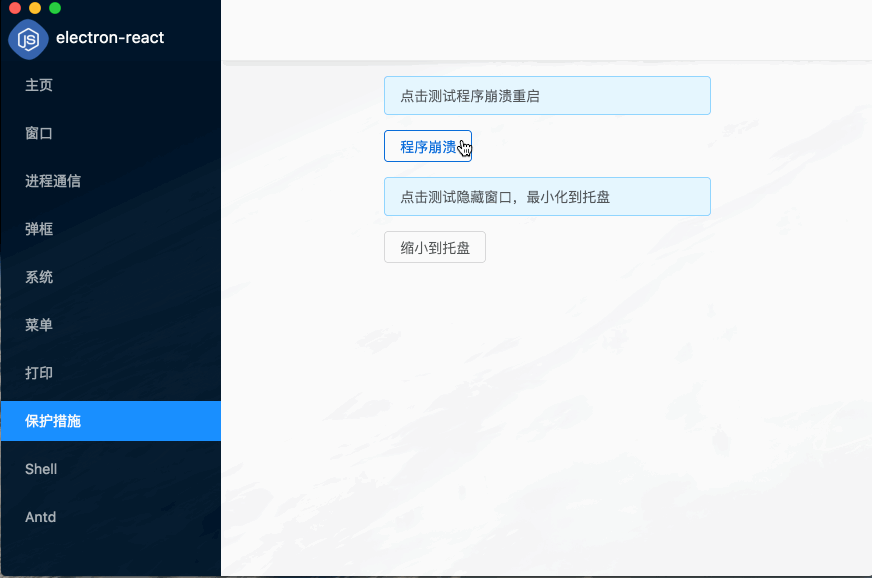 JS
electron-react
主页
窗口
进程通信
弹框
系统
菜单
打印
保护措施
Shell
Antd
点击测试程序崩溃重启
程序崩溃
点击测试隐藏窗口，最小化到托盘
缩小到托盘